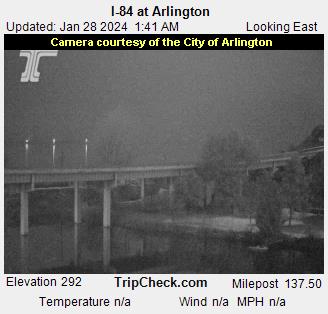 I-84 at Arlington
Updated: Jan 28 2024 1:41 AM Looking East
Camera courtesy of the City of Arlington
Elevation 292 TripCheck.com Milepost 137.50
Temperature n/a Wind n/a MPH n/a